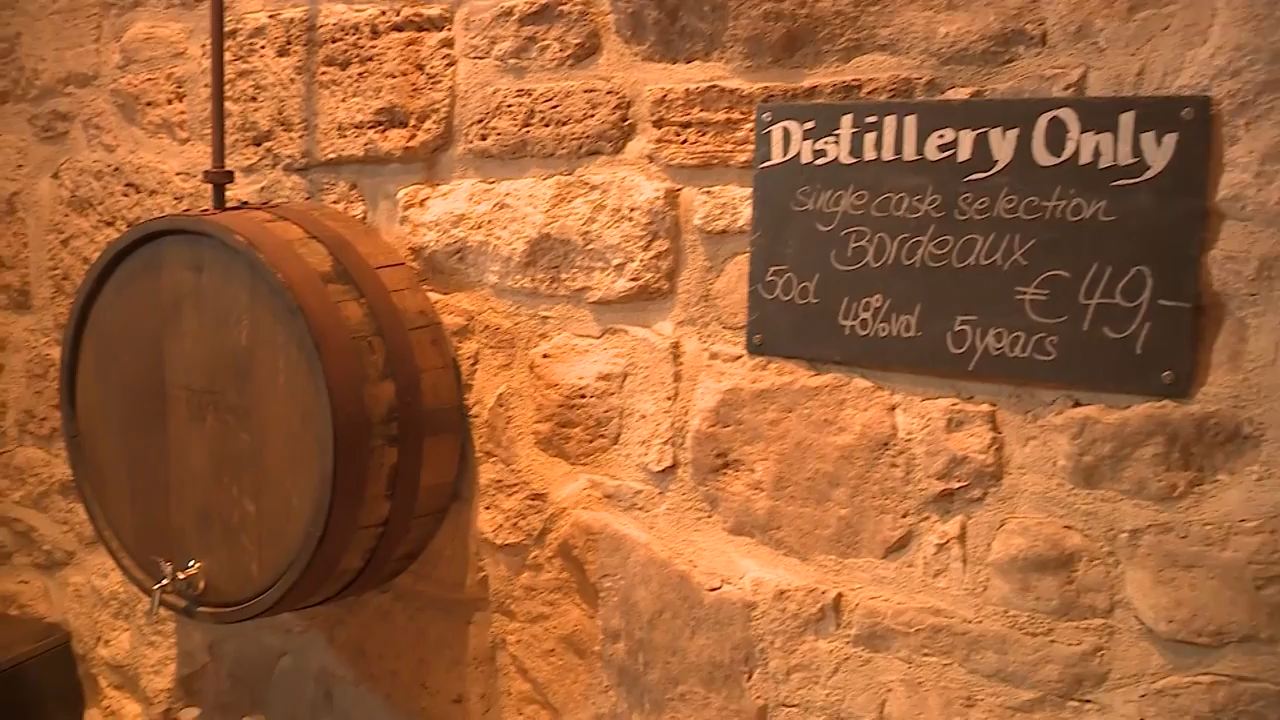 Distillery Only
single cask selection
Bordeaux
50cl 48%vol. 5years €49,-